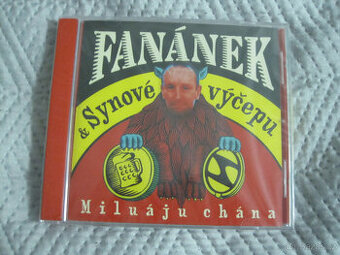 FANÁNEK
& Synové výčepu
Miluáju chána